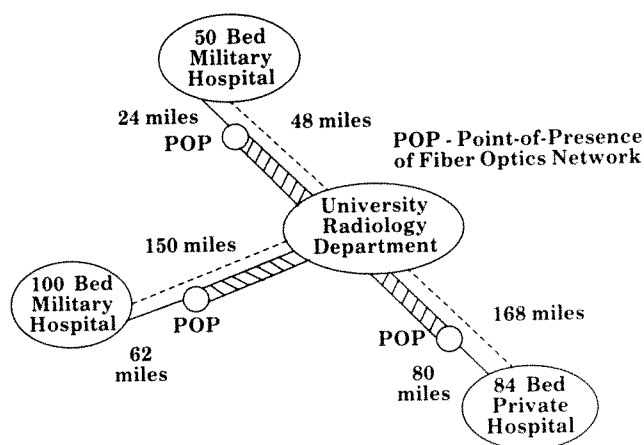 50 Bed
Military
Hospital
24 miles
48 miles
POP
POP - Point-of-Presence
of Fiber Optics Network
University
Radiology
Department
150 miles
100 Bed
Military
Hospital
POP
62
miles
168 miles
POP
80
miles
84 Bed
Private
Hospital